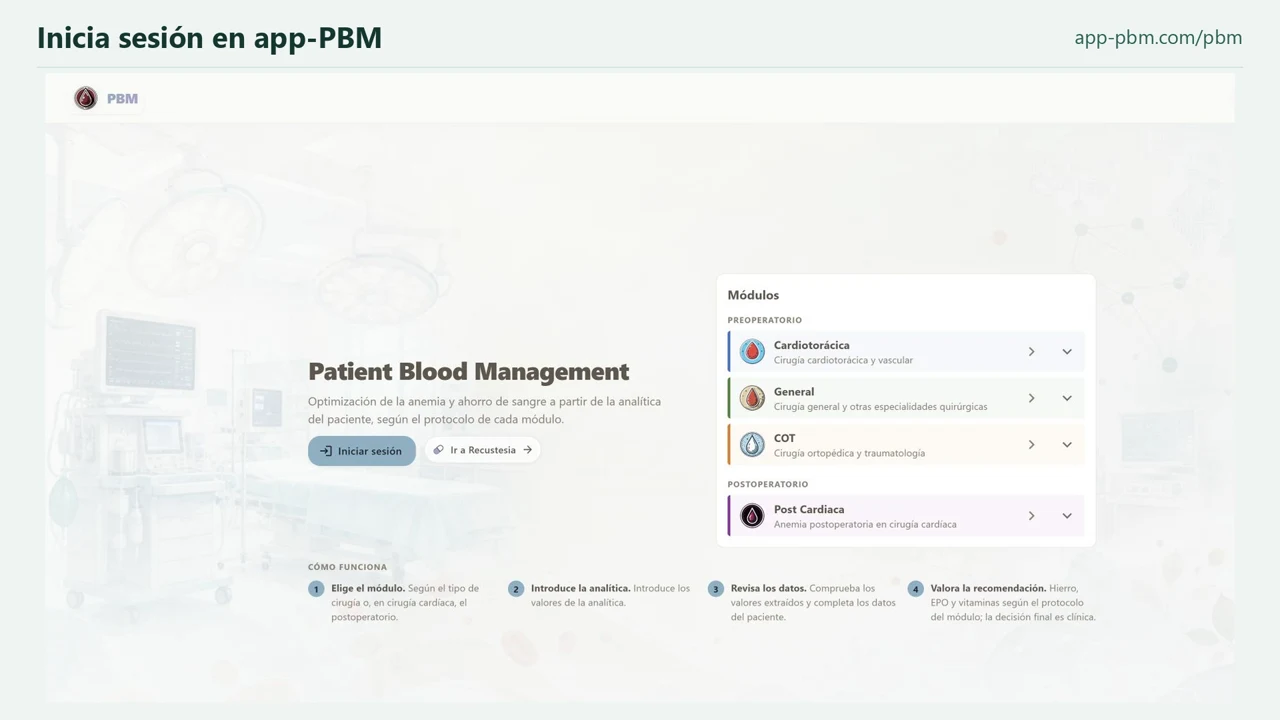 Inicia sesión en app-PBM
app-pbm.com/pbm
PBM
Patient Blood Management
Optimización de la anemia y ahorro de sangre a partir de la analítica
del paciente, según el protocolo de cada módulo.
Iniciar sesión
Ir a Recustesia
Módulos
PREOPERATORIO
Cardiotorácica
Cirugía cardiotorácica y vascular
General
Cirugía general y otras especialidades quirúrgicas
COT
Cirugía ortopédica y traumatología
POSTOPERATORIO
Post Cardiaca
Anemia postoperatoria en cirugía cardíaca
CÓMO FUNCIONA
1 Elige el módulo. Según el tipo de
cirugía o, en cirugía cardíaca, el
postoperatorio.
2 Introduce la analítica. Introduce los
valores de la analítica.
3 Revisa los datos. Comprueba los
valores extraídos y completa los datos
del paciente.
4 Valora la recomendación. Hierro,
EPO y vitaminas según el protocolo
del módulo; la decisión final es clínica.